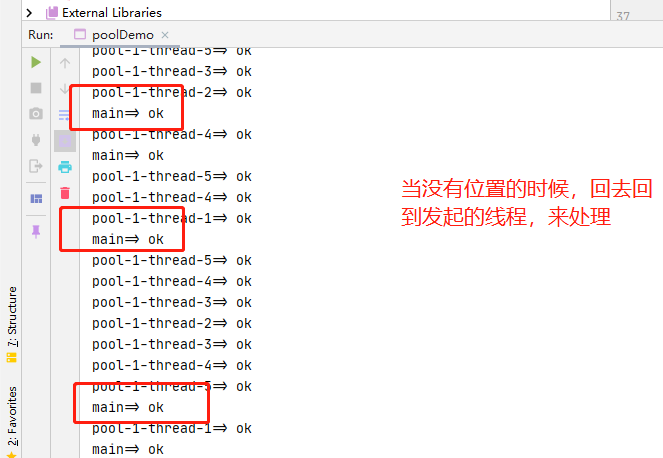 External Libraries
37
Run: poolDemo
pool-1-thread-5=> ok
pool-1-thread-3=> ok
pool-1-thread-2=> ok
main=> ok
pool-1-thread-4=> ok
main=> ok
pool-1-thread-5=> ok
pool-1-thread-4=> ok
pool-1-thread-1=> ok
main=> ok
pool-1-thread-5=> ok
pool-1-thread-4=> ok
pool-1-thread-3=> ok
pool-1-thread-2=> ok
pool-1-thread-3=> ok
pool-1-thread-4=> ok
pool-1-thread-5=> ok
main=> ok
pool-1-thread-1=> ok
main=> ok
当没有位置的时候，回去回
到发起的线程，来处理
7: Structure
2: Favorites